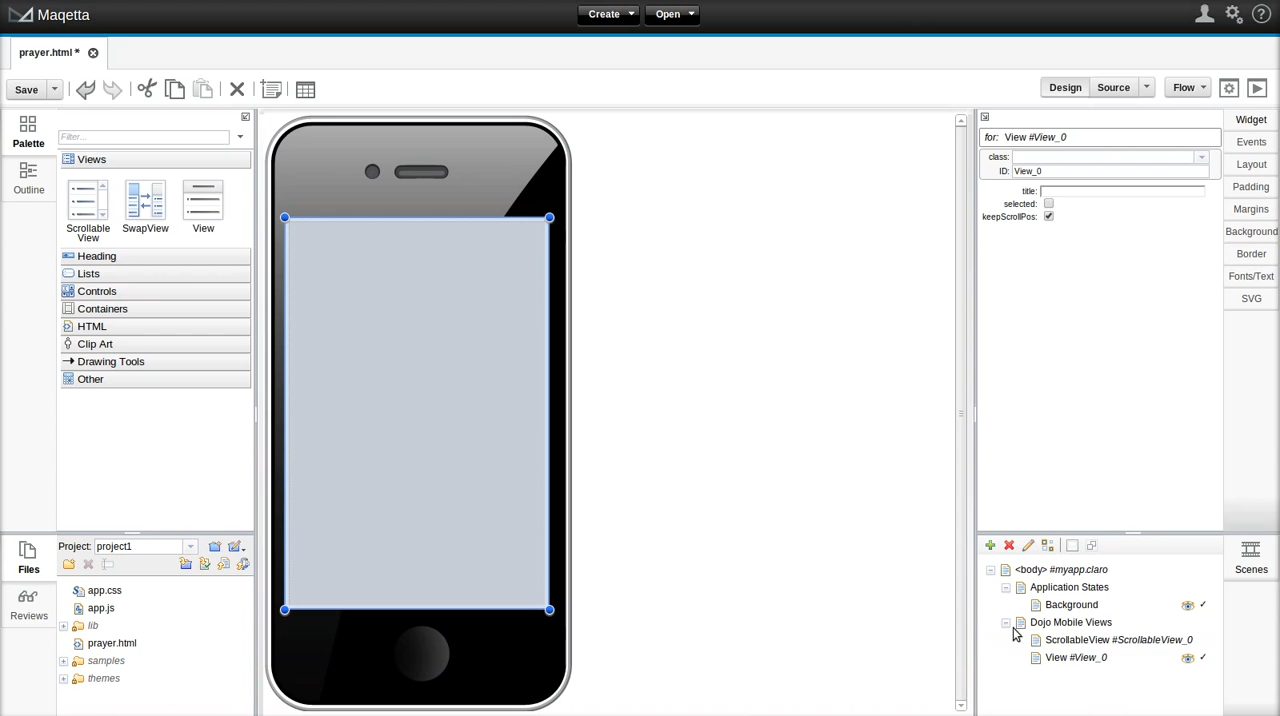 Maqetta
Create
Open
prayer.html *
Save
Design
Source
Flow
Palette
Outline
Filter...
Views
Scrollable View
SwapView
View
Heading
Lists
Controls
Containers
HTML
Clip Art
Drawing Tools
Other
for: View #View_0
class:
ID: View_0
title:
selected:
keepScrollPos:
Widget
Events
Layout
Padding
Margins
Background
Border
Fonts/Text
SVG
Files
Reviews
Project: project1
app.css
app.js
lib
prayer.html
samples
themes
<body> #myapp.claro
Application States
Background
Dojo Mobile Views
ScrollableView #ScrollableView_0
View #View_0
Scenes